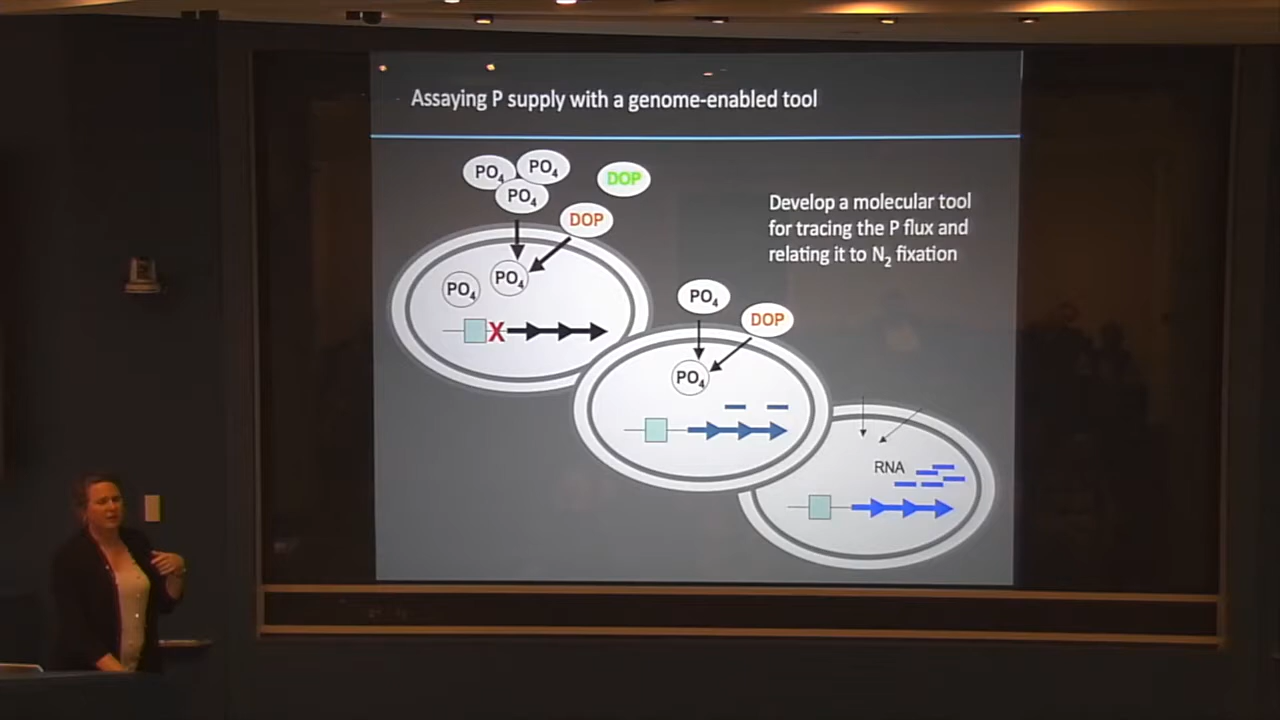 Assaying P supply with a genome-enabled tool
PO4
PO4
PO4
DOP
DOP
PO4
PO4
X
Develop a molecular tool
for tracing the P flux and
relating it to N2 fixation
PO4
DOP
PO4
RNA